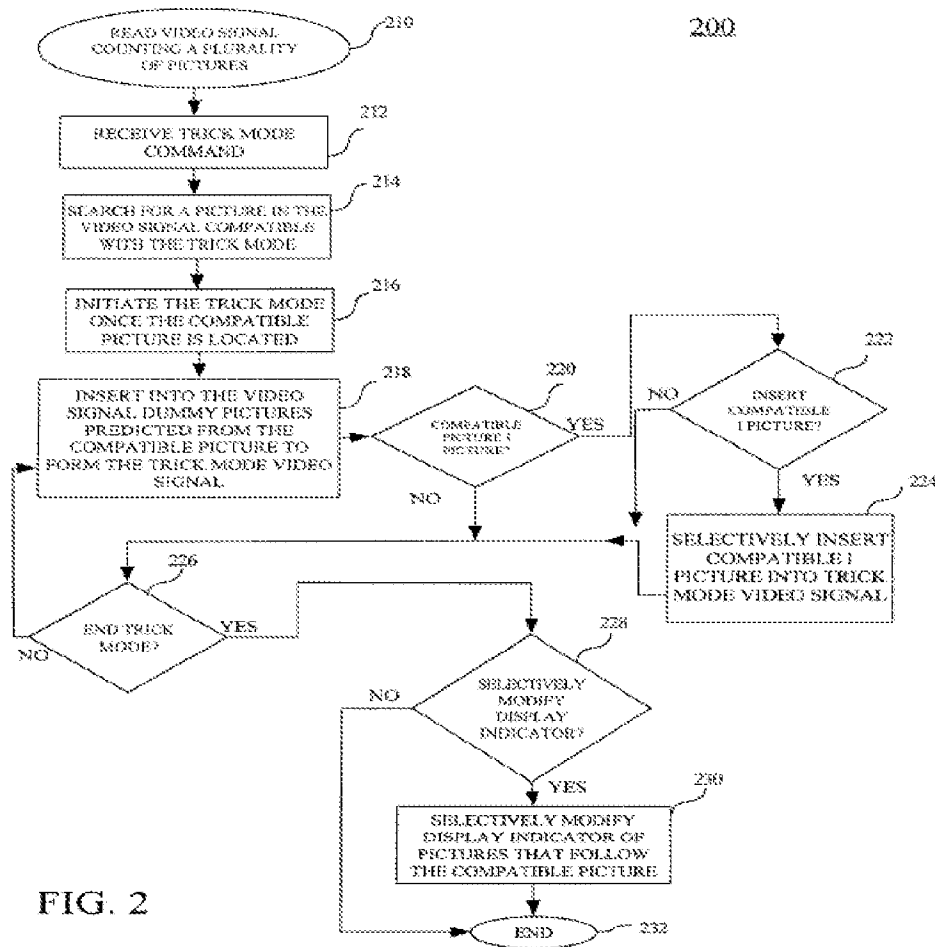 200
210
READ VIDEO SIGNAL
COUNTING A PLURALITY
OF PICTURES
212
RECEIVE TRICK MODE
COMMAND
214
SEARCH FOR A PICTURE IN THE
VIDEO SIGNAL COMPATIBLE
WITH THE TRICK MODE
216
INITIATE THE TRICK MODE
ONCE THE COMPATIBLE
PICTURE IS LOCATED
218
INSERT INTO THE VIDEO
SIGNAL DUMMY PICTURES
PREDICTED FROM THE
COMPATIBLE PICTURE TO
FORM THE TRICK MODE VIDEO
SIGNAL
220
COMPATIBLE
PICTURE I
PICTURE?
YES
NO
222
INSERT
COMPATIBLE
I PICTURE?
NO
YES
224
SELECTIVELY INSERT
COMPATIBLE I
PICTURE INTO TRICK
MODE VIDEO SIGNAL
226
END TRICK
MODE?
YES
NO
228
SELECTIVELY
MODIFY
DISPLAY
INDICATOR?
NO
YES
230
SELECTIVELY MODIFY
DISPLAY INDICATOR OF
PICTURES THAT FOLLOW
THE COMPATIBLE PICTURE
END
232
FIG. 2